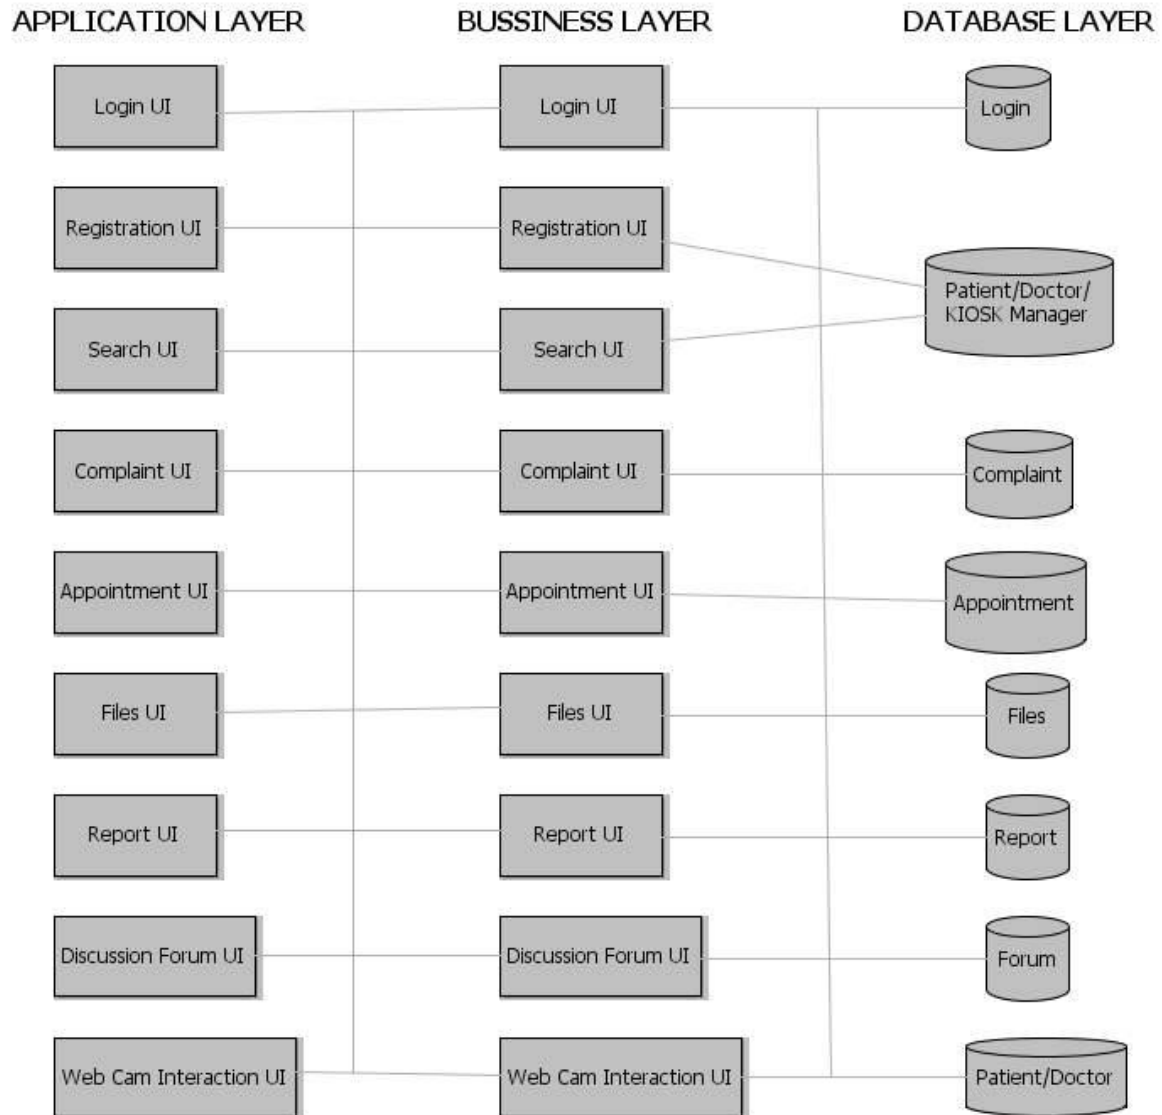 APPLICATION LAYER BUSSINESS LAYER DATABASE LAYER
Login UI Login UI Login
Registration UI Registration UI
Patient/Doctor/
KIOSK Manager
Search UI Search UI
Complaint UI Complaint UI Complaint
Appointment UI Appointment UI Appointment
Files UI Files UI Files
Report UI Report UI Report
Discussion Forum UI Discussion Forum UI Forum
Web Cam Interaction UI Web Cam Interaction UI Patient/Doctor